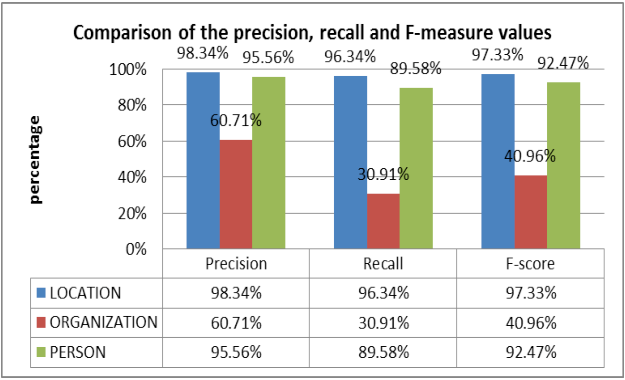 Comparison of the precision, recall and F-measure values
98.34% 95.56% 96.34% 89.58% 97.33% 92.47%
100%
80%
60.71%
60%
40.96%
40%
30.91%
20%
0%
percentage
Precision Recall F-score
LOCATION 98.34% 96.34% 97.33%
ORGANIZATION 60.71% 30.91% 40.96%
PERSON 95.56% 89.58% 92.47%